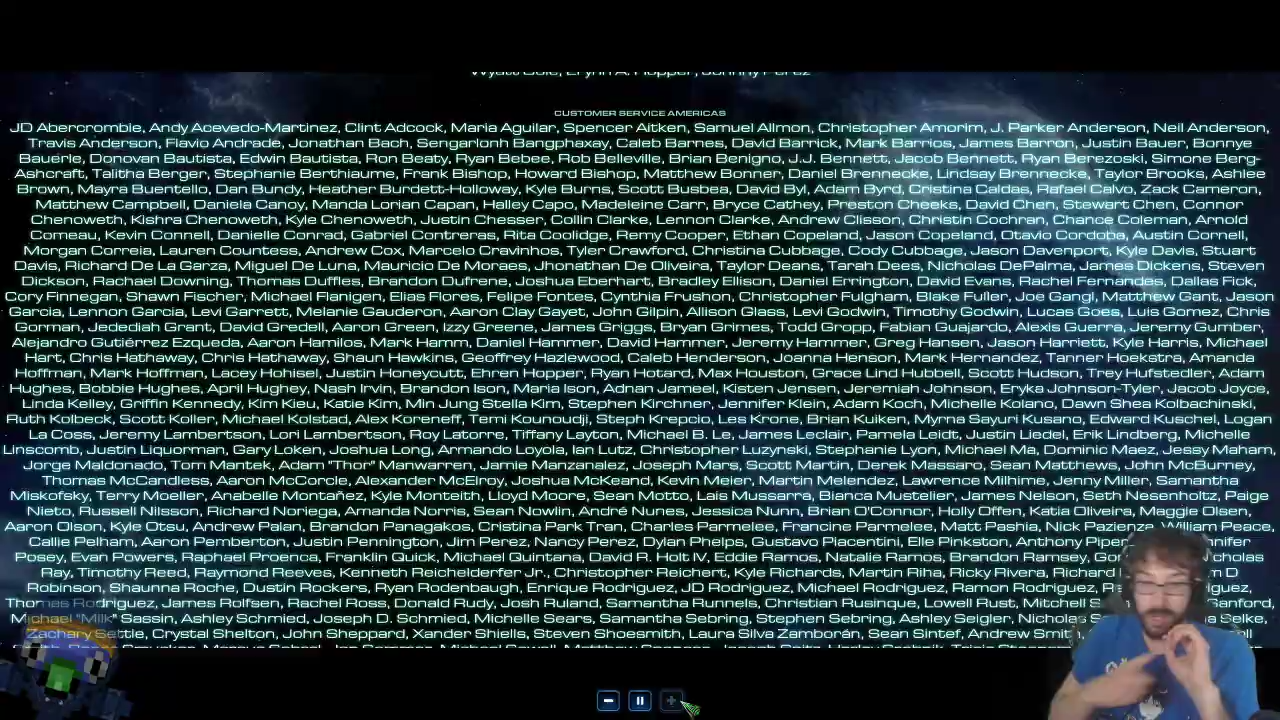 Wyatt Cole, Erynn A. Hopper, Johnny Perez
CUSTOMER SERVICE AMERICAS
JD Abercrombie, Andy Acevedo-Martinez, Clint Adcock, Maria Aguilar, Spencer Aitken, Samuel Allmon, Christopher Amorim, J. Parker Anderson, Neil Anderson,
Travis Anderson, Flavio Andrade, Jonathan Bach, Sengarlonh Bangphaxay, Caleb Barnes, David Barrick, Mark Barrios, James Barron, Justin Bauer, Bonnye
Bauerle, Donovan Bautista, Edwin Bautista, Ron Beaty, Ryan Bebee, Rob Belleville, Brian Benigno, J.J. Bennett, Jacob Bennett, Ryan Berezoski, Simone Berg-
Ashcraft, Talitha Berger, Stephanie Berthiaume, Frank Bishop, Howard Bishop, Matthew Bonner, Daniel Brennecke, Lindsay Brennecke, Taylor Brooks, Ashlee
Brown, Mayra Buentello, Dan Bundy, Heather Burdett-Holloway, Kyle Burns, Scott Busbea, David Byl, Adam Byrd, Cristina Caldas, Rafael Calvo, Zack Cameron,
Matthew Campbell, Daniela Canoy, Manda Lorian Capan, Halley Capo, Madeleine Carr, Bryce Cathey, Preston Cheeks, David Chen, Stewart Chen, Connor
Chenoweth, Kishra Chenoweth, Kyle Chenoweth, Justin Chesser, Collin Clarke, Lennon Clarke, Andrew Clisson, Christin Cochran, Chance Coleman, Arnold
Comeau, Kevin Connell, Danielle Conrad, Gabriel Contreras, Rita Coolidge, Remy Cooper, Ethan Copeland, Jason Copeland, Otavio Cordoba, Austin Cornell,
Morgan Correia, Lauren Countess, Andrew Cox, Marcelo Cravinhos, Tyler Crawford, Christina Cubbage, Cody Cubbage, Jason Davenport, Kyle Davis, Stuart
Davis, Richard De La Garza, Miguel De Luna, Mauricio De Moraes, Jhonatan De Oliveira, Taylor Deans, Tarah Dees, Nicholas DePalma, James Dickens, Steven
Dickson, Rachael Downing, Thomas Duffles, Brandon Dufrene, Joshua Eberhart, Bradley Ellison, Daniel Errington, David Evans, Rachel Fernandes, Dallas Fick,
Cory Finnegan, Shawn Fischer, Michael Flanigen, Elias Flores, Felipe Fontes, Cynthia Frushon, Christopher Fulgham, Blake Fuller, Joe Gangl, Matthew Gant, Jason
Garcia, Lennon Garcia, Levi Garrett, Melanie Gauderon, Aaron Clay Gayet, John Gilpin, Allison Glass, Levi Godwin, Timothy Godwin, Lucas Goes, Luis Gomez, Chris
Gorman, Jedediah Grant, David Gredell, Aaron Green, Izzy Greene, James Griggs, Bryan Grimes, Todd Gropp, Fabian Guajardo, Alexis Guerra, Jeremy Gumber,
Alejandro Gutiérrez Ezqueda, Aaron Hamilos, Mark Hamm, Daniel Hammer, David Hammer, Jeremy Hammer, Greg Hansen, Jason Harriett, Kyle Harris, Michael
Hart, Chris Hathaway, Chris Hathaway, Shaun Hawkins, Geoffrey Hazlewood, Caleb Henderson, Joanna Henson, Mark Hernandez, Tanner Hoekstra, Amanda
Hoffman, Mark Hoffman, Lacey Hohisel, Justin Honeycutt, Ehren Hopper, Ryan Hotard, Max Houston, Grace Lind Hubbell, Scott Hudson, Trey Hufstedler, Adam
Hughes, Bobbie Hughes, April Hughey, Nash Irvin, Brandon Ison, Maria Ison, Adnan Jameel, Kisten Jensen, Jeremiah Johnson, Eryka Johnson-Tyler, Jacob Joyce,
Linda Kelley, Griffin Kennedy, Kim Kieu, Katie Kim, Min Jung Stella Kim, Stephen Kirchner, Jennifer Klein, Adam Koch, Michelle Kolano, Dawn Shea Kolbachinski,
Ruth Kolbeck, Scott Koller, Michael Kolstad, Alex Koreneff, Temi Kounoudji, Steph Krepcio, Les Krone, Brian Kuiken, Myrna Sayuri Kusano, Edward Kuschel, Logan
La Coss, Jeremy Lambertson, Lori Lambertson, Roy Latorre, Tiffany Layton, Michael B. Le, James Leclair, Pamela Leidt, Justin Liedel, Erik Lindberg, Michelle
Linscomb, Justin Liquorman, Gary Loken, Joshua Long, Armando Loyola, Ian Lutz, Christopher Luzynski, Stephanie Lyon, Michael Ma, Dominic Maez, Jessy Maham,
Jorge Maldonado, Tom Mantek, Adam "Thor" Manwarren, Jamie Manzanalez, Joseph Mars, Scott Martin, Derek Massaro, Sean Matthews, John McBurney,
Thomas McCandless, Aaron McCorcle, Alexander McElroy, Joshua McKeand, Kevin Meier, Martin Melendez, Lawrence Milhime, Jenny Miller, Samantha
Miskofsky, Terry Moeller, Anabelle Montañez, Kyle Monteith, Lloyd Moore, Sean Motto, Lais Mussarra, Bianca Mustelier, James Nelson, Seth Nesenholtz, Paige
Nieto, Russell Nilsson, Richard Noriega, Amanda Norris, Sean Nowlin, André Nunes, Jessica Nunn, Brian O'Connor, Holly Offen, Katia Oliveira, Maggie Olsen,
Aaron Olson, Kyle Otsu, Andrew Palan, Brandon Panagakos, Cristina Park Tran, Charles Parmelee, Francine Parmelee, Matt Pashia, Nick Pazienza, William Peace,
Callie Pelham, Aaron Pemberton, Justin Pennington, Jim Perez, Nancy Perez, Dylan Phelps, Gustavo Piacentini, Elle Pinkston, Anthony
Posey, Evan Powers, Raphael Proenca, Franklin Quick, Michael Quintana, David R. Holt IV, Eddie Ramos, Natalie Ramos, Brandon Ramsey,
Ray, Timothy Reed, Raymond Reeves, Kenneth Reichelderfer Jr., Christopher Reichert, Kyle Richards, Martin Riha, Ricky Rivera, Richard
Robinson, Shaunna Roche, Dustin Rockers, Ryan Rodenbaugh, Enrique Rodriguez, JD Rodriguez, Michael Rodriguez, Ramon Rodriguez,
Thomas Rodriguez, James Rolfsen, Rachel Ross, Donald Rudy, Josh Ruland, Samantha Runnels, Christian Rusinque, Lowell Rust, Mitchell
Michael "Milk" Sassin, Ashley Schmied, Joseph D. Schmied, Michelle Sears, Samantha Sebring, Stephen Sebring, Ashley Seigler,
Zachary Settle, Crystal Shelton, John Sheppard, Xander Shiells, Steven Shoesmith, Laura Silva Zamborán, Sean Sintef, Andrew